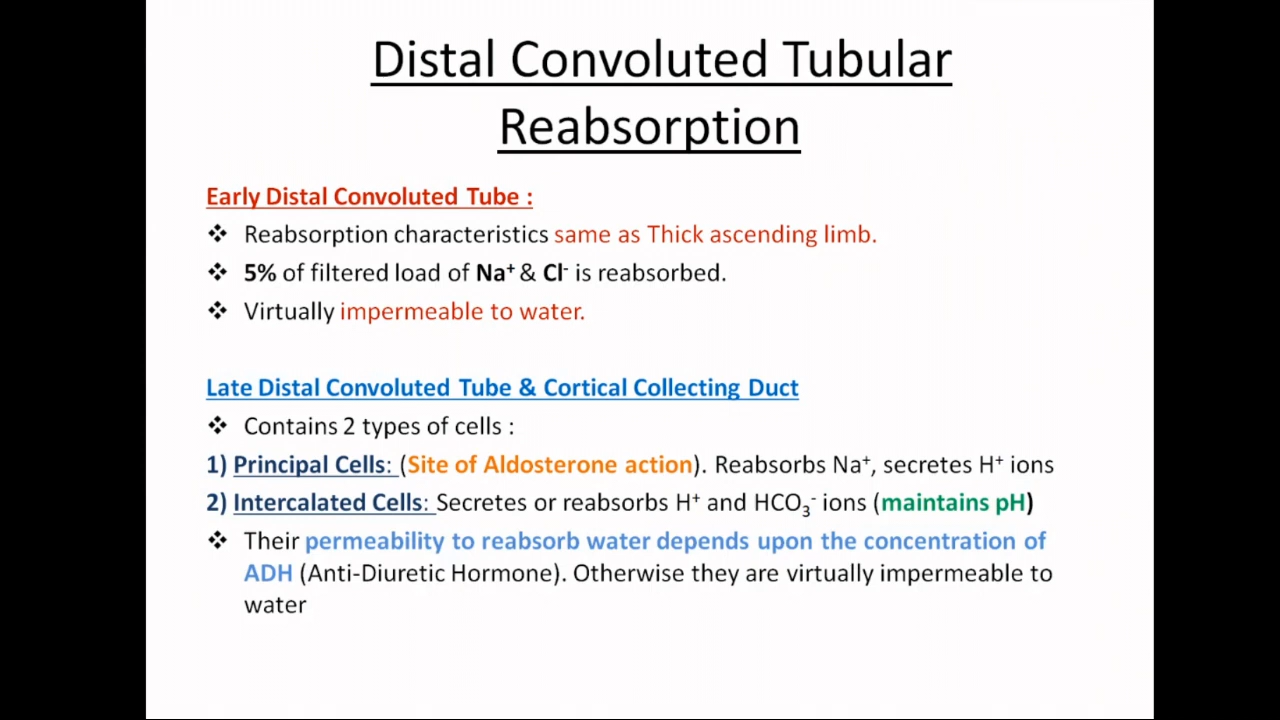 Distal Convoluted Tubular
Reabsorption
Early Distal Convoluted Tube :
❖ Reabsorption characteristics same as Thick ascending limb.
❖ 5% of filtered load of Na⁺ & Cl⁻ is reabsorbed.
❖ Virtually impermeable to water.
Late Distal Convoluted Tube & Cortical Collecting Duct
❖ Contains 2 types of cells :
1) Principal Cells: (Site of Aldosterone action). Reabsorbs Na⁺, secretes H⁺ ions
2) Intercalated Cells: Secretes or reabsorbs H⁺ and HCO₃⁻ ions (maintains pH)
❖ Their permeability to reabsorb water depends upon the concentration of
ADH (Anti-Diuretic Hormone). Otherwise they are virtually impermeable to
water